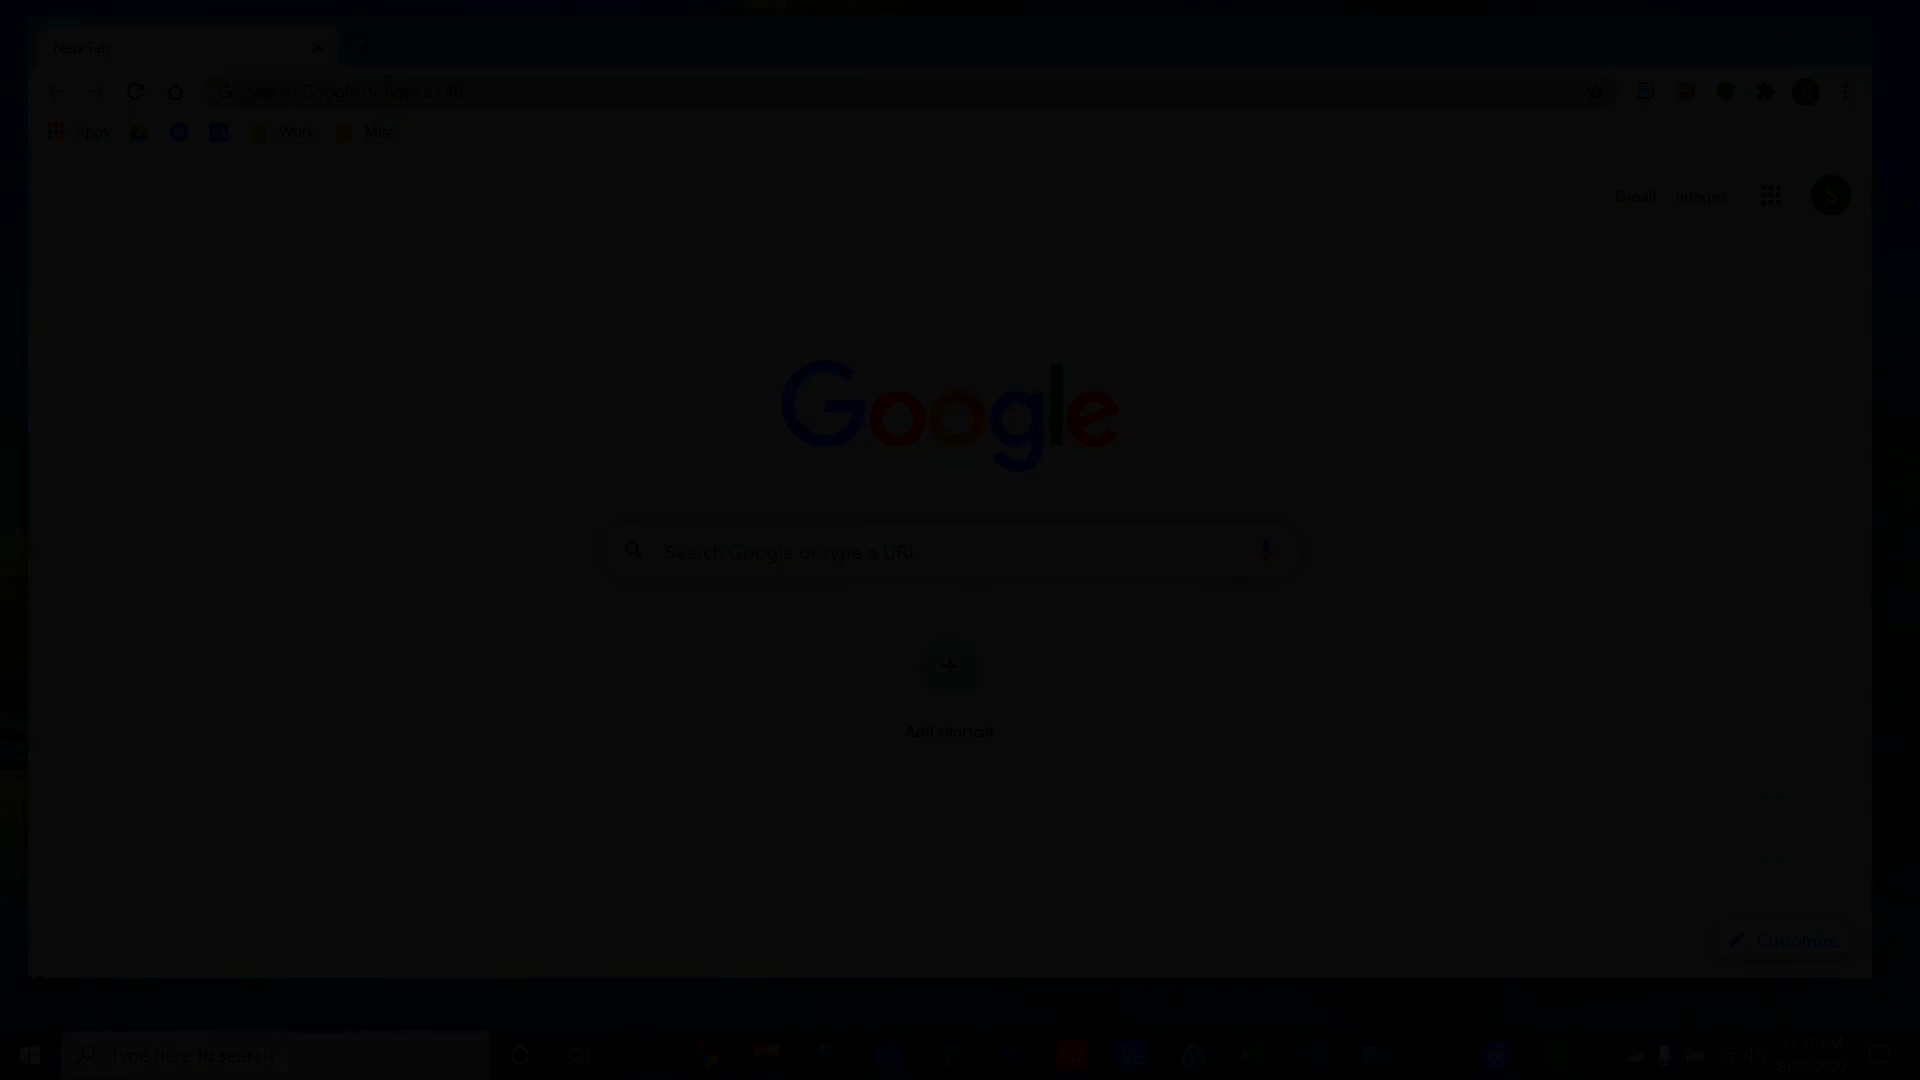 New Tab
Search Google or type a URL
Apps
Work
Misc
Gmail
Images
S
Google
Search Google or type a URL
Add shortcut
Customize
Type here to search